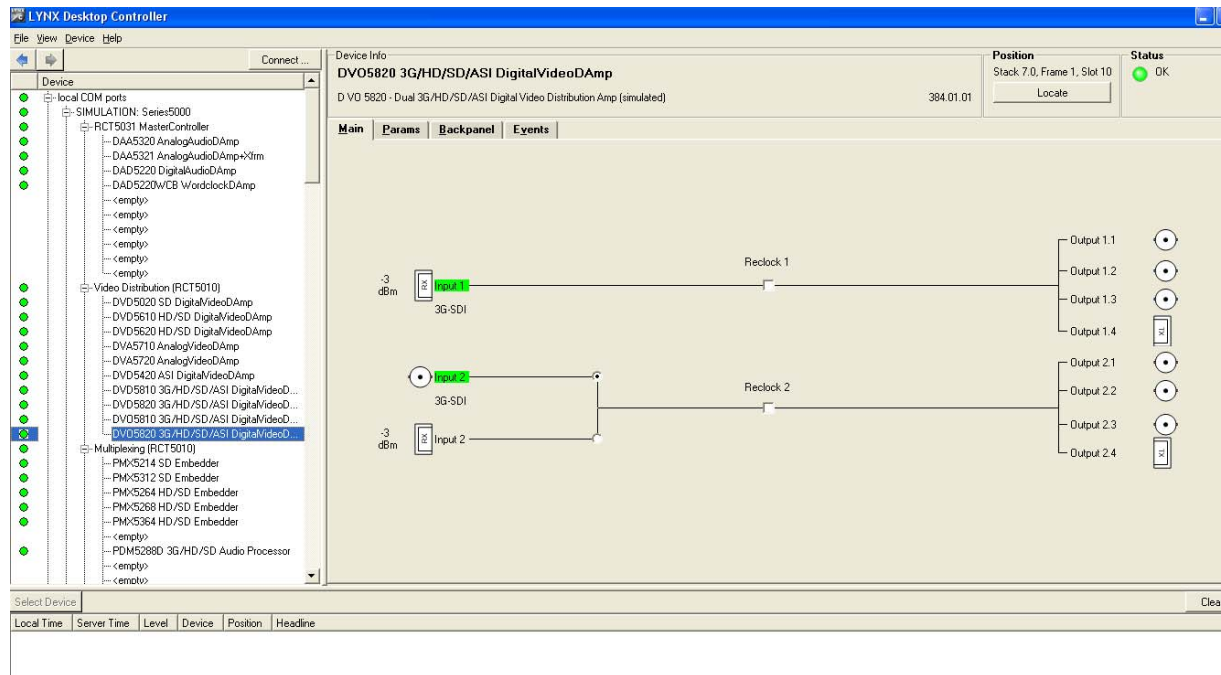 LYNX Desktop Controller
File View Device Help
Connect ...
Device
local COM ports
SIMULATION: Series5000
RCT5031 MasterController
DAA5320 AnalogAudioDAmp
DAA5321 AnalogAudioDAmp+Xfrm
DAD5220 DigitalAudioDAmp
DAD5220WCB WordclockDAmp
<empty>
<empty>
<empty>
<empty>
<empty>
<empty>
Video Distribution (RCT5010)
DVD5020 SD DigitalVideoDAmp
DVD5610 HD/SD DigitalVideoDAmp
DVD5620 HD/SD DigitalVideoDAmp
DVA5710 AnalogVideoDAmp
DVA5720 AnalogVideoDAmp
DVD5420 ASI DigitalVideoDAmp
DVD5810 3G/HD/SD/ASI DigitalVideoD...
DVD5820 3G/HD/SD/ASI DigitalVideoD...
DVO5810 3G/HD/SD/ASI DigitalVideoD...
DVO5820 3G/HD/SD/ASI DigitalVideoD...
Multiplexing (RCT5010)
PMX5214 SD Embedder
PMX5312 SD Embedder
PMX5264 HD/SD Embedder
PMX5268 HD/SD Embedder
PMX5364 HD/SD Embedder
<empty>
PDM5288D 3G/HD/SD Audio Processor
<empty>
<empty>
Device Info
DVO5820 3G/HD/SD/ASI DigitalVideoDAmp
D VO 5820 - Dual 3G/HD/SD/ASI Digital Video Distribution Amp (simulated) 384.01.01
Position
Stack 7.0, Frame 1, Slot 10
Locate
Status
OK
Main Params Backpanel Events
-3
dBm
RX
Input 1
3G-SDI
Reclock 1
Output 1.1
Output 1.2
Output 1.3
Output 1.4
TX
Input 2
3G-SDI
-3
dBm
RX
Input 2
Reclock 2
Output 2.1
Output 2.2
Output 2.3
Output 2.4
TX
Select Device
Clea
Local Time Server Time Level Device Position Headline